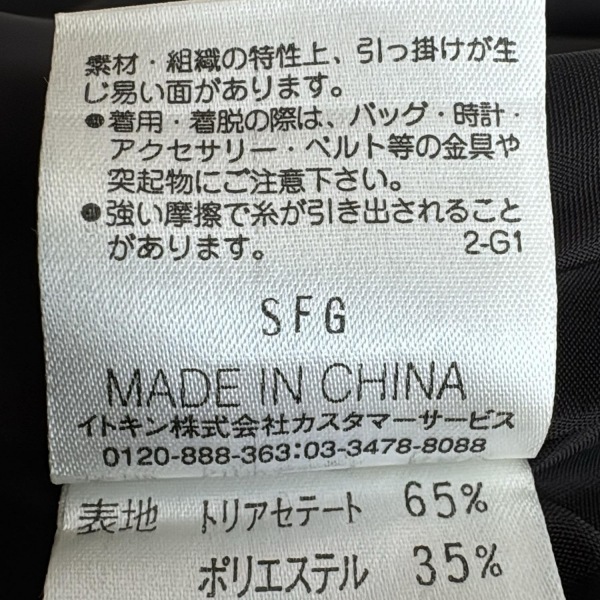 素材・組織の特性上、引っ掛けが生
じ易い面があります。
●着用・着脱の際は、バッグ・時計・
アクセサリー・ベルト等の金具や
突起物にご注意下さい。
●強い摩擦で糸が引き出されること
があります。 2-G1
SFG
MADE IN CHINA
イトキン株式会社カスタマーサービス
0120-888-363:03-3478-8088
表地 トリアセテート 65%
ポリエステル 35%